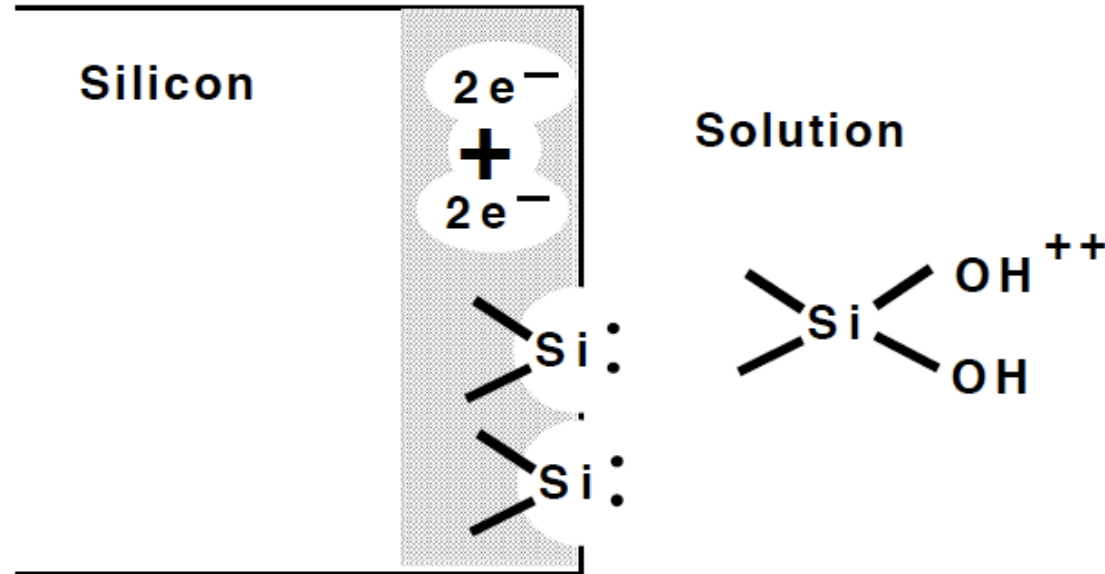 Silicon
2e−
+
2e−
Solution
Si
OH++
OH
Si:
Si: